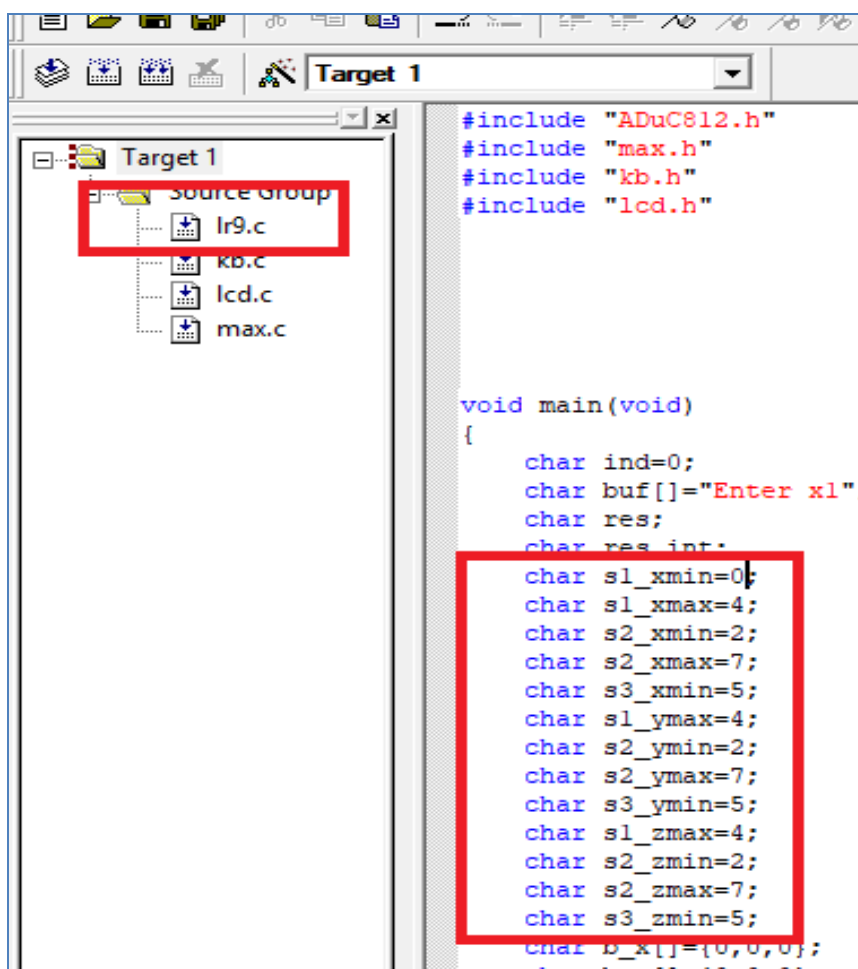 Target 1
Target 1
Source Group
lr9.c
kb.c
lcd.c
max.c
#include "ADuC812.h"
#include "max.h"
#include "kb.h"
#include "lcd.h"
void main(void)
{
char ind=0;
char buf[]="Enter x1"
char res;
char res_int;
char s1_xmin=0;
char s1_xmax=4;
char s2_xmin=2;
char s2_xmax=7;
char s3_xmin=5;
char s1_ymax=4;
char s2_ymin=2;
char s2_ymax=7;
char s3_ymin=5;
char s1_zmax=4;
char s2_zmin=2;
char s2_zmax=7;
char s3_zmin=5;
char b_x[]={0,0,0};